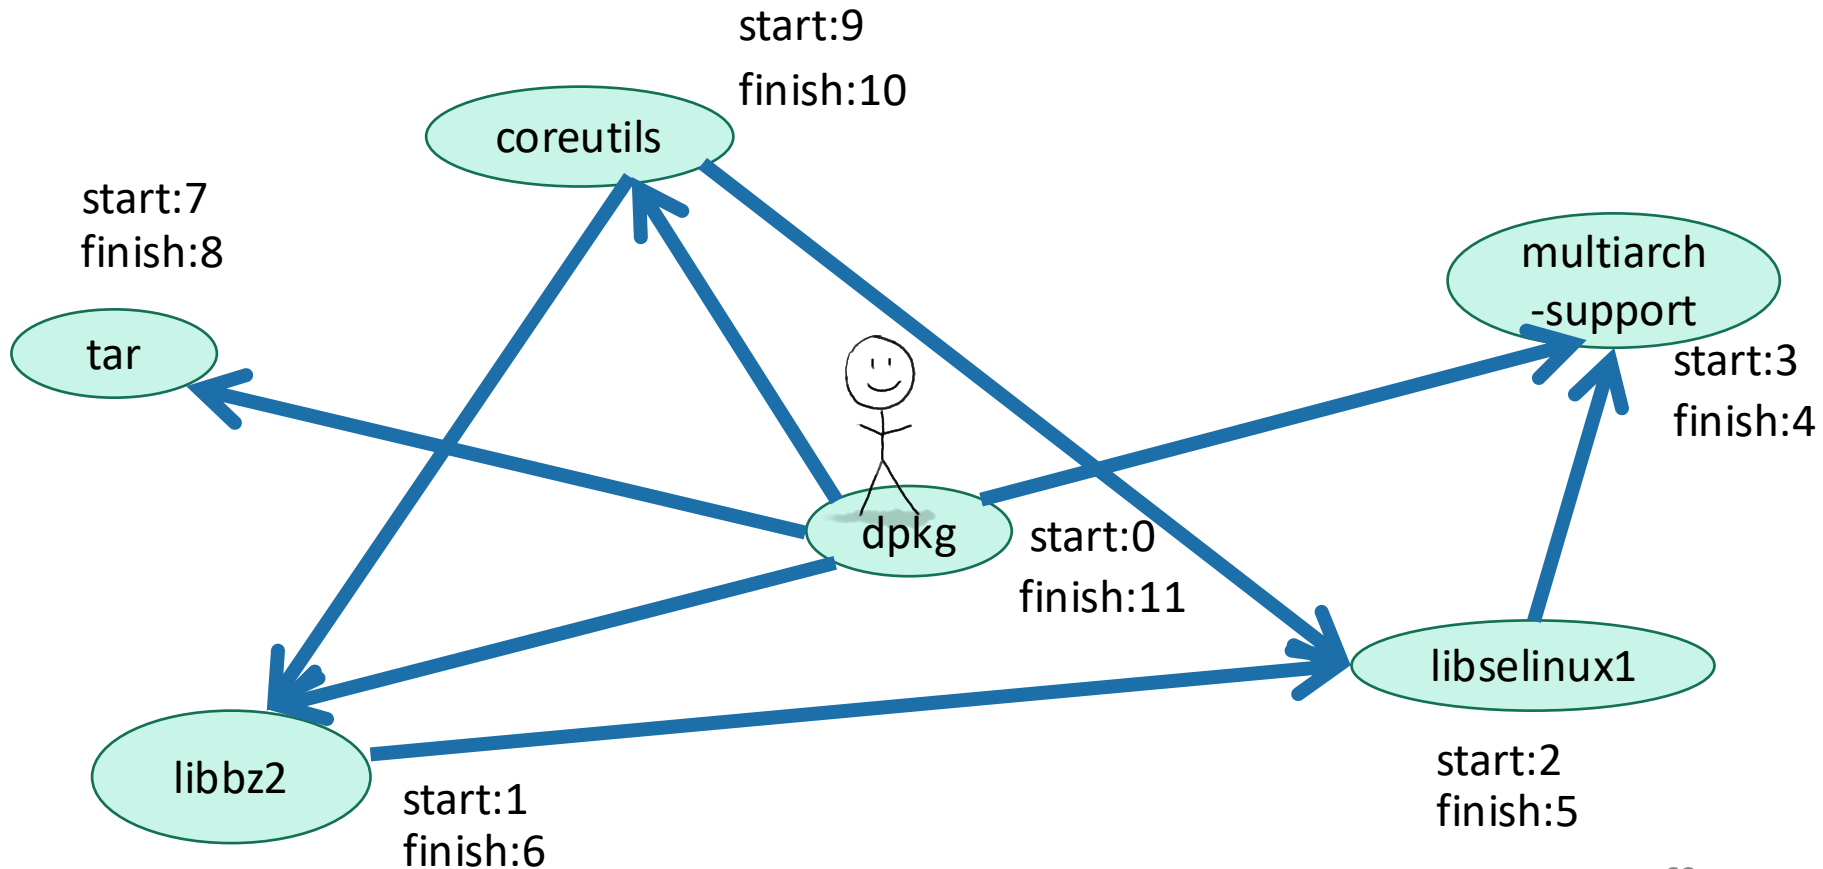 start:9
finish:10
coreutils
start:7
finish:8
multiarch
-support
tar
start:3
finish:4
dpkg
start:0
finish:11
libselinux1
libbz2
start:2
finish:5
start:1
finish:6